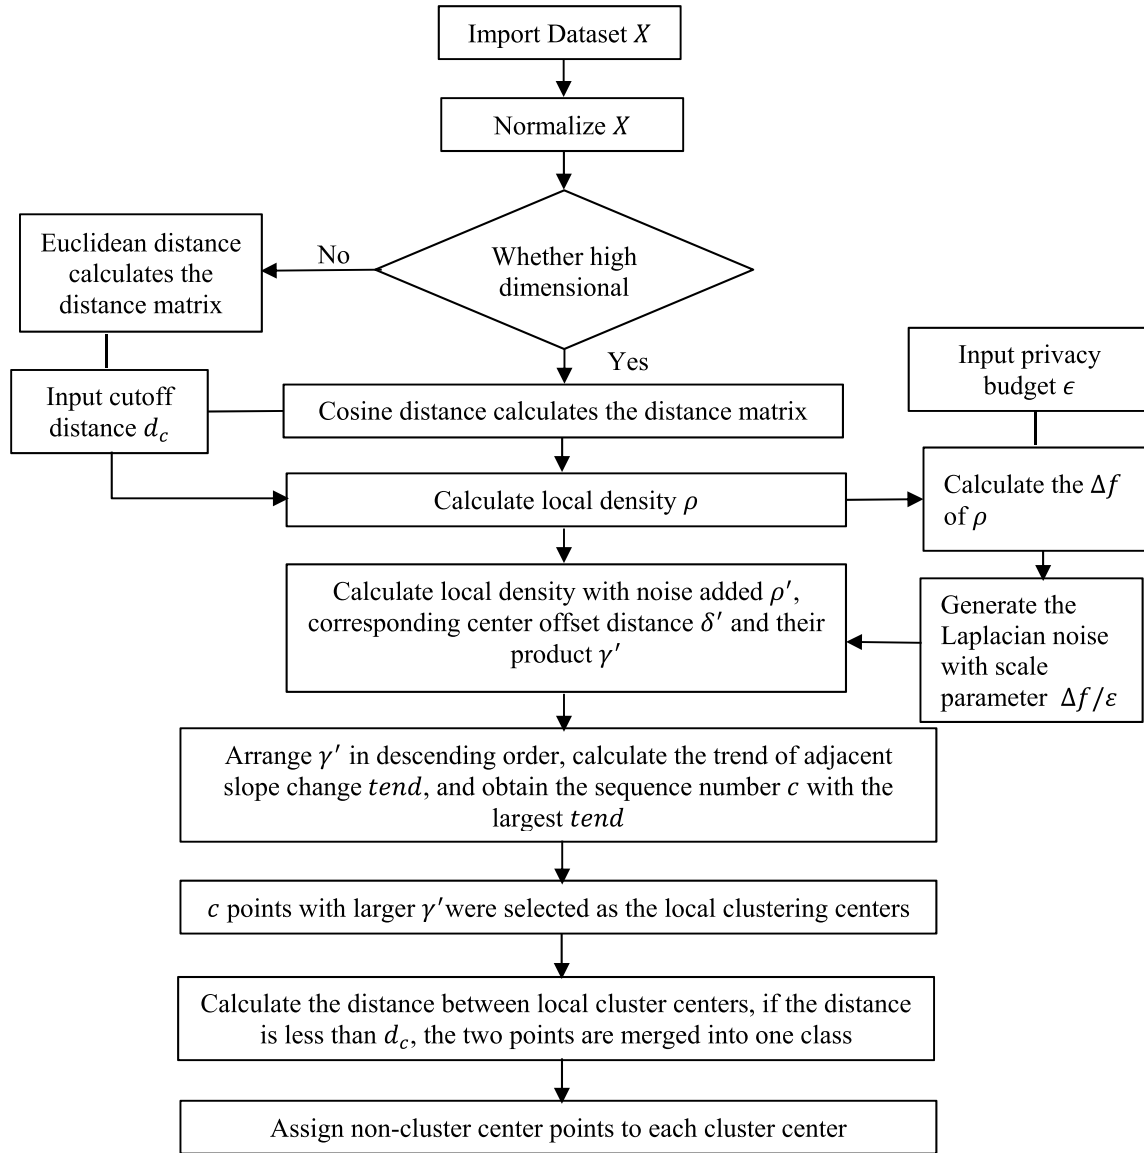 Import Dataset 𝑋
Normalize 𝑋
Whether high
dimensional
No
Euclidean distance
calculates the
distance matrix
Yes
Input cutoff
distance 𝑑𝑐
Cosine distance calculates the distance matrix
Input privacy
budget 𝜖
Calculate local density 𝜌
Calculate the Δ𝑓
of 𝜌
Calculate local density with noise added 𝜌′,
corresponding center offset distance 𝛿′ and their
product 𝛾′
Generate the
Laplacian noise
with scale
parameter Δ𝑓/𝜀
Arrange 𝛾′ in descending order, calculate the trend of adjacent
slope change 𝑡𝑒𝑛𝑑, and obtain the sequence number 𝑐 with the
largest 𝑡𝑒𝑛𝑑
𝑐 points with larger 𝛾′were selected as the local clustering centers
Calculate the distance between local cluster centers, if the distance
is less than 𝑑𝑐, the two points are merged into one class
Assign non-cluster center points to each cluster center